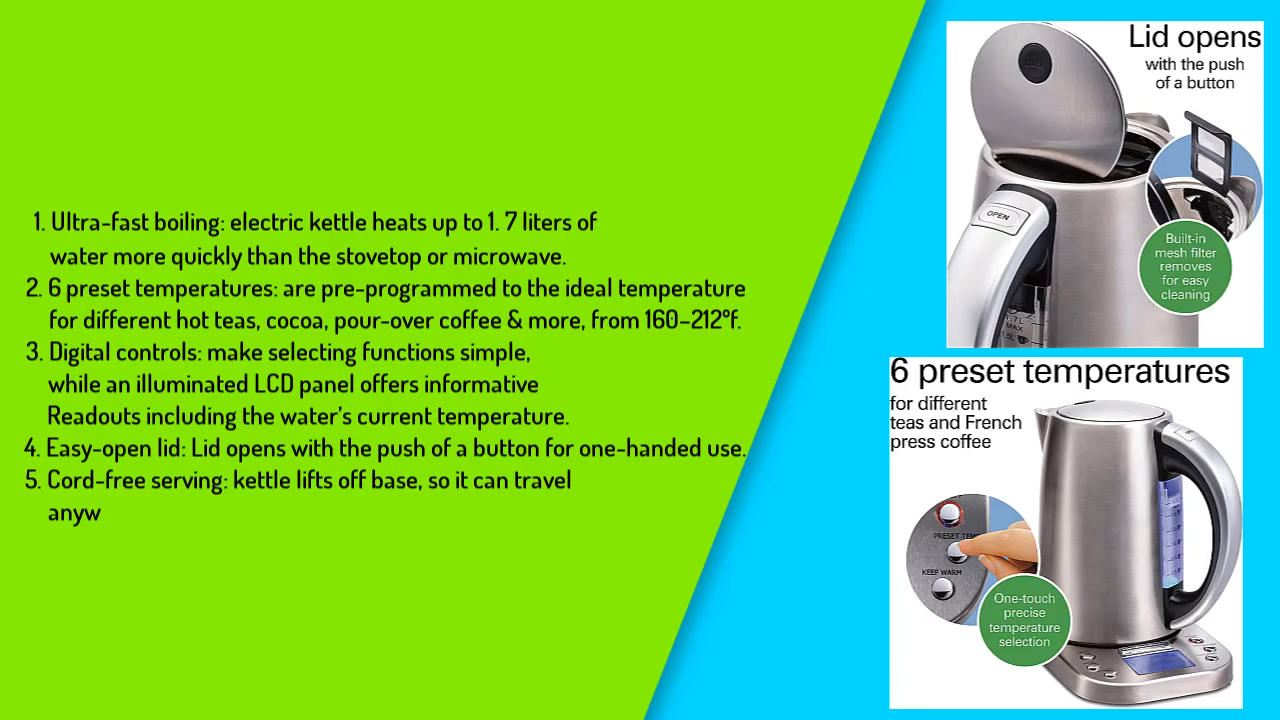 1. Ultra-fast boiling: electric kettle heats up to 1. 7 liters of
water more quickly than the stovetop or microwave.
2. 6 preset temperatures: are pre-programmed to the ideal temperature
for different hot teas, cocoa, pour-over coffee & more, from 160–212°f.
3. Digital controls: make selecting functions simple,
while an illuminated LCD panel offers informative
Readouts including the water’s current temperature.
4. Easy-open lid: Lid opens with the push of a button for one-handed use.
5. Cord-free serving: kettle lifts off base, so it can travel
anyw
Lid opens
with the push
of a button
OPEN
Built-in
mesh filter
removes
for easy
cleaning
MAX
6 preset temperatures
for different
teas and French
press coffee
PRESET
KEEP WARM
One-touch
precise
temperature
selection